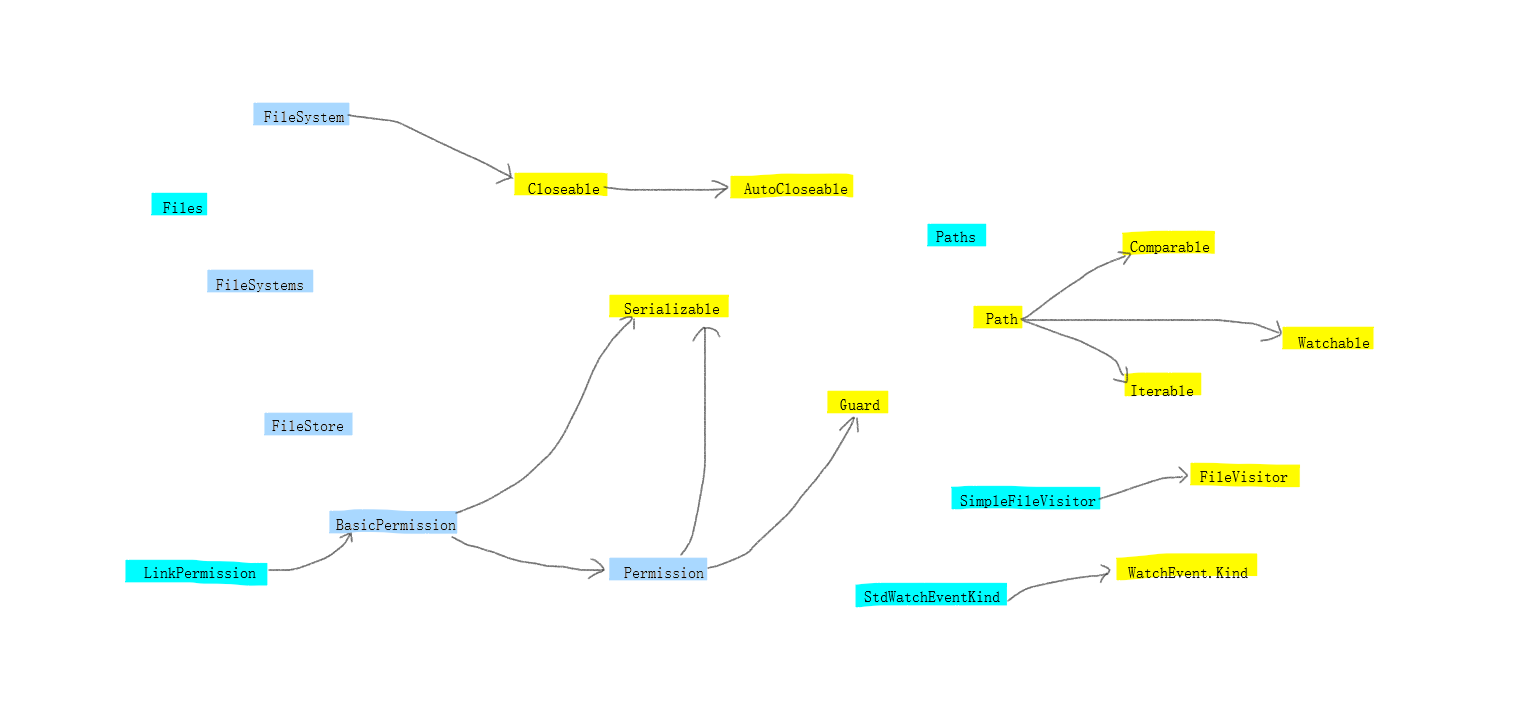 FileSystem
Closeable
AutoCloseable
Files
Paths
Comparable
FileSystems
Serializable
Path
Watchable
Iterable
Guard
FileStore
FileVisitor
SimpleFileVisitor
BasicPermission
LinkPermission
Permission
WatchEvent.Kind
StdWatchEventKind